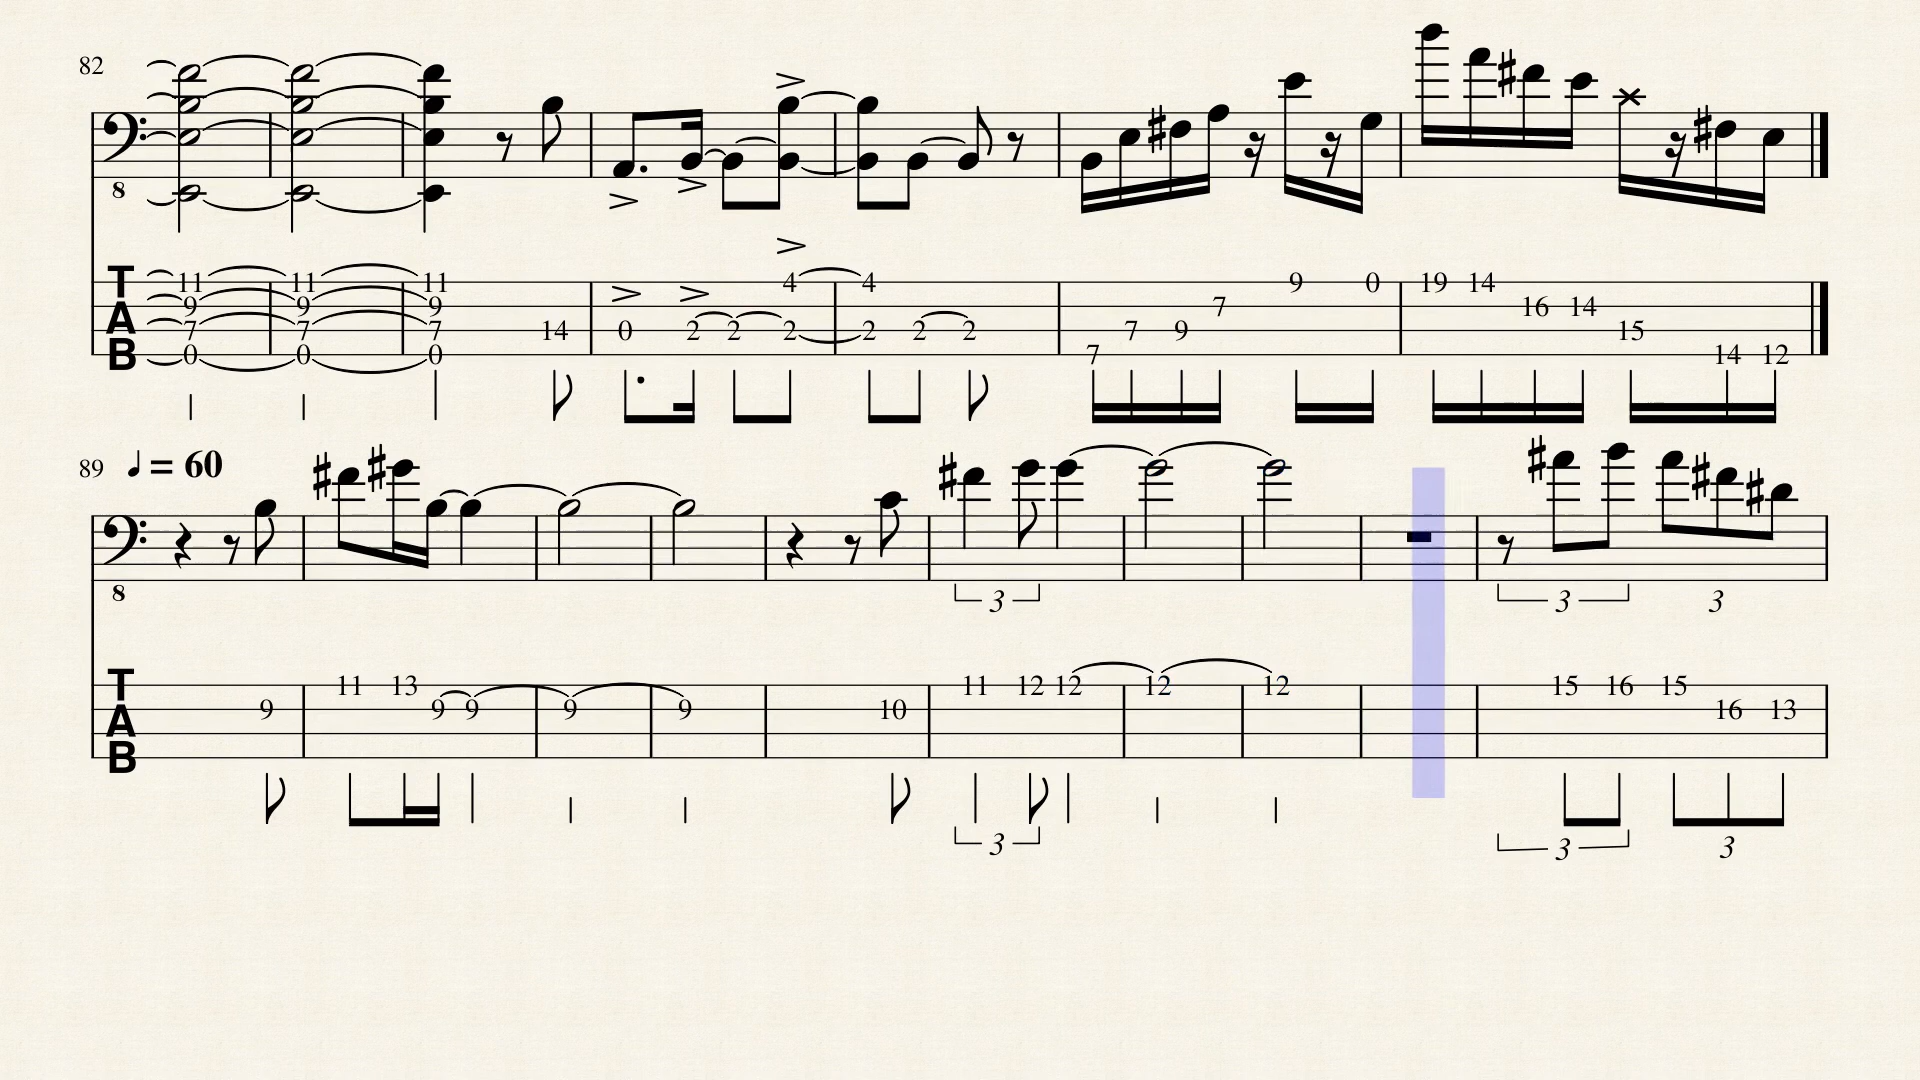 82
8
T 11 11 11 4 4 9 0 19 14
9 9 9 7 16 14
A 7 7 7 14 0 2 2 2 2 2 2 7 9 15
B 0 0 0 7 14 12
89 ♩ = 60
8
3 3 3
T 11 13 11 12 12 12 12 15 16 15
A 9 9 9 9 9 10 16 13
B
3 3 3